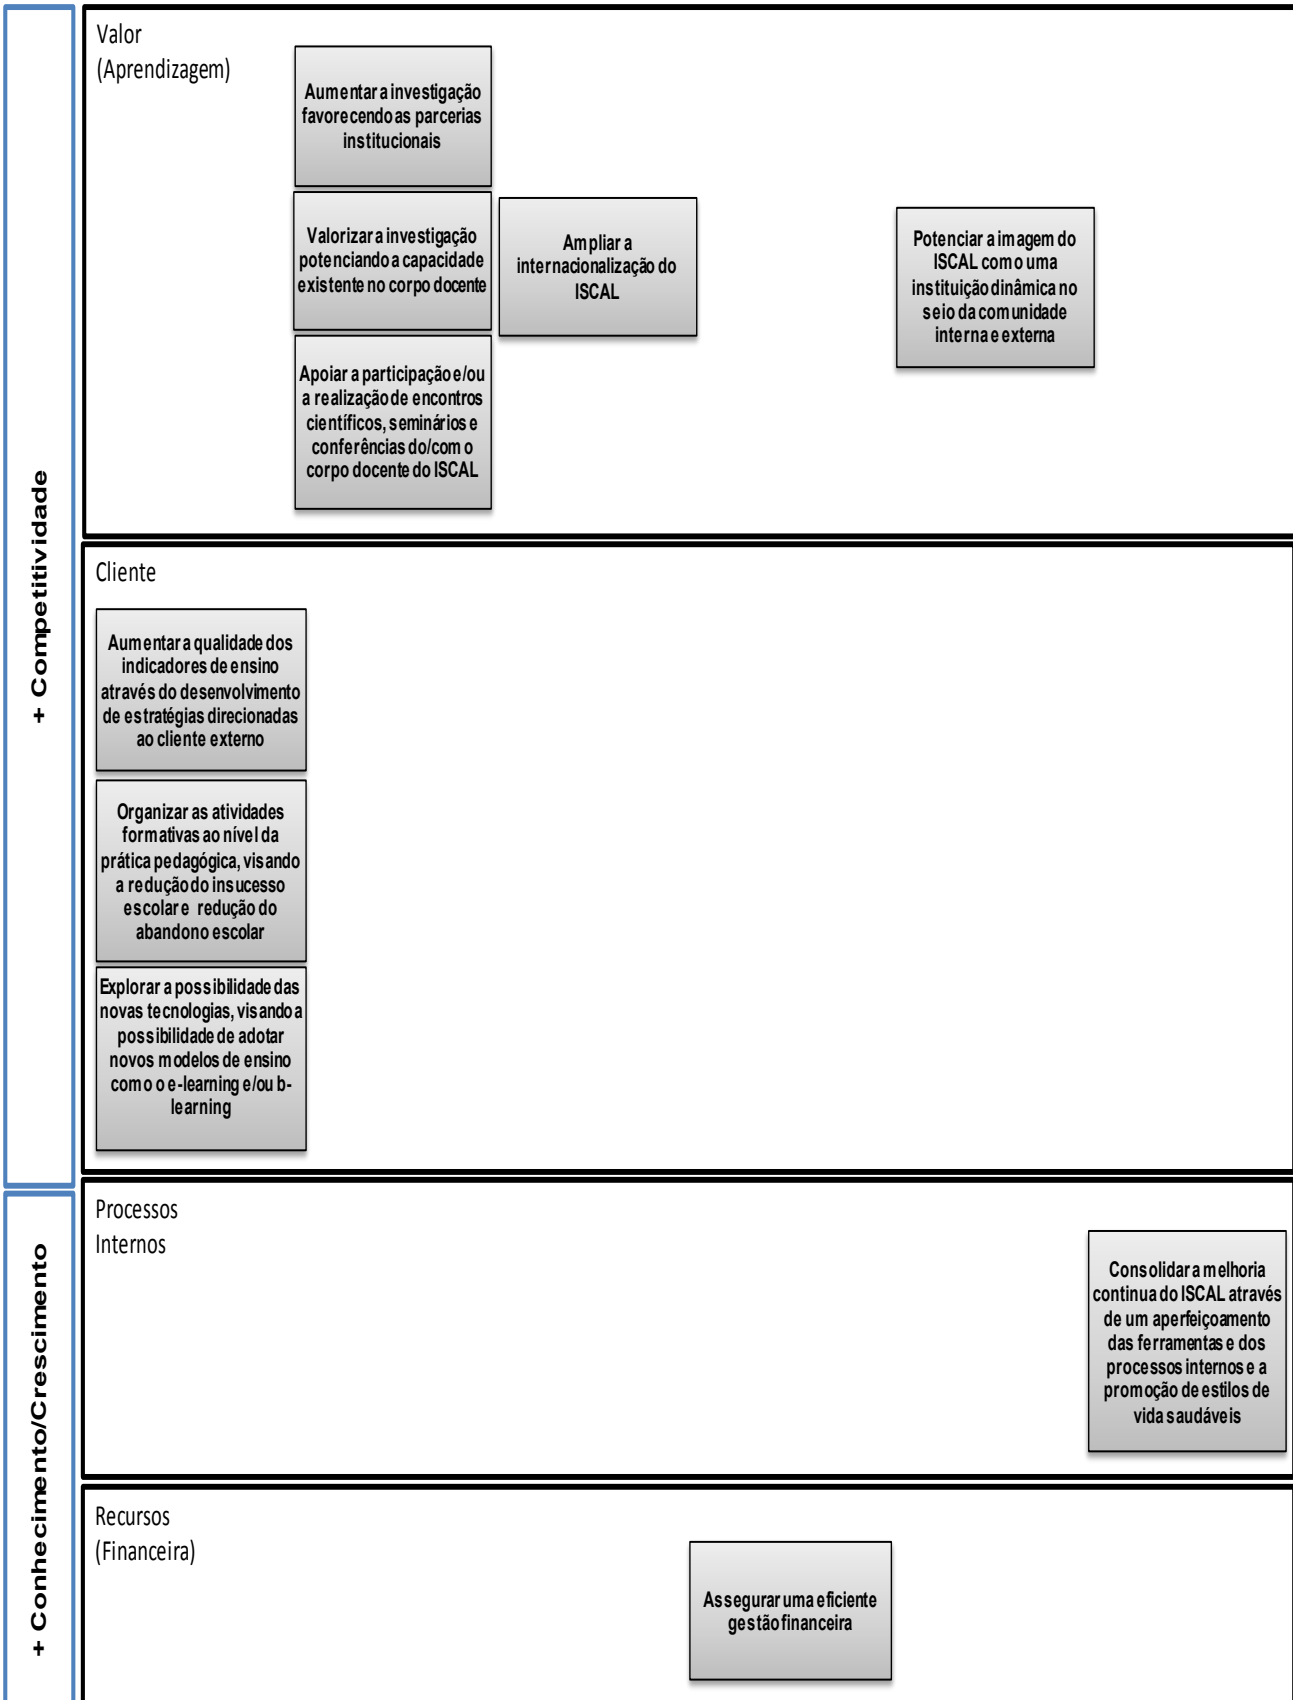 + Competitividade
Valor
(Aprendizagem)
Aumentar a investigação
favorecendo as parcerias
institucionais
Valorizar a investigação
potenciando a capacidade
existente no corpo docente
Ampliar a
internacionalização do
ISCAL
Potenciar a imagem do
ISCAL como uma
instituição dinâmica no
seio da comunidade
interna e externa
Apoiar a participação e/ou
a realização de encontros
científicos, seminários e
conferências do/com o
corpo docente do ISCAL
Cliente
Aumentar a qualidade dos
indicadores de ensino
através do desenvolvimento
de estratégias direcionadas
ao cliente externo
Organizar as atividades
formativas ao nível da
prática pedagógica, visando
a redução do insucesso
escolar e redução do
abandono escolar
Explorar a possibilidade das
novas tecnologias, visando a
possibilidade de adotar
novos modelos de ensino
como o e-learning e/ou b-
learning
+ Conhecimento/Crescimento
Processos
Internos
Consolidar a melhoria
continua do ISCAL através
de um aperfeiçoamento
das ferramentas e dos
processos internos e a
promoção de estilos de
vida saudáveis
Recursos
(Financeira)
Assegurar uma eficiente
gestão financeira